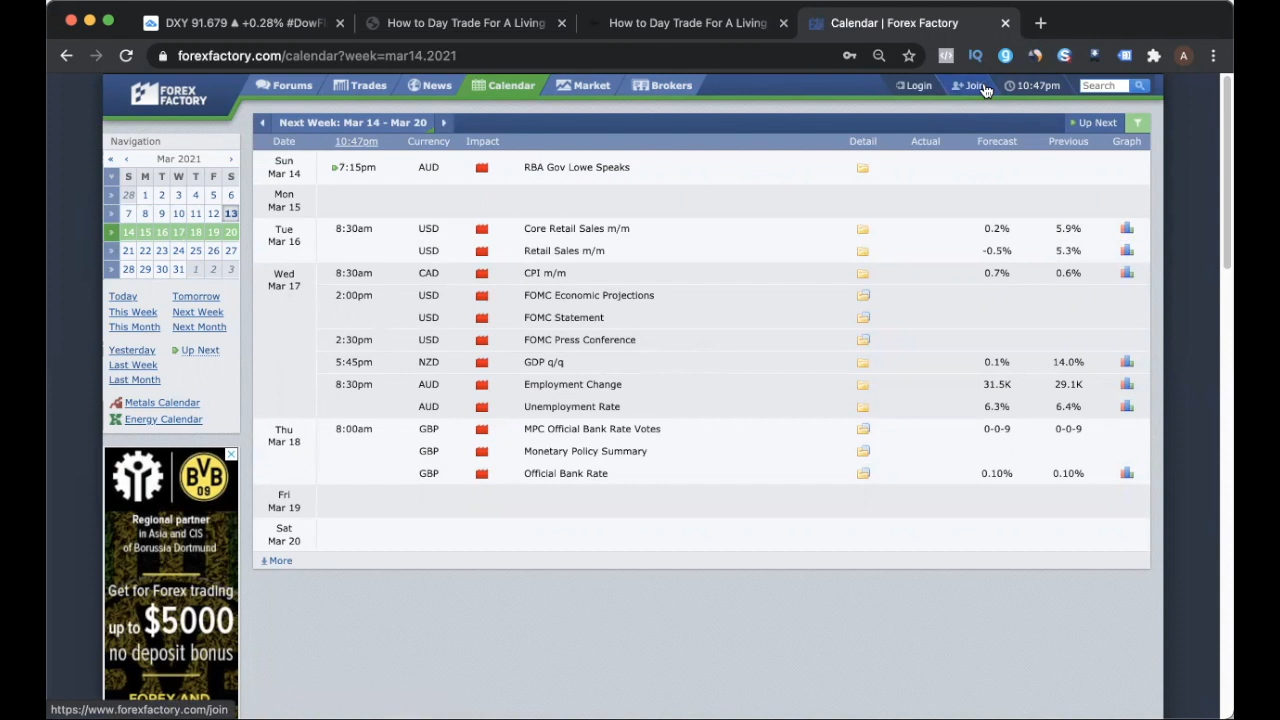 DXY 91.679 ▲ +0.28% #DowF
How to Day Trade For A Living
How to Day Trade For A Living
Calendar | Forex Factory
forexfactory.com/calendar?week=mar14.2021
FOREX FACTORY
Forums Trades News Calendar Market Brokers
Login Join 10:47pm Search
Navigation
Mar 2021
S M T W T F S
28 1 2 3 4 5 6
7 8 9 10 11 12 13
14 15 16 17 18 19 20
21 22 23 24 25 26 27
28 29 30 31 1 2 3
Today Tomorrow
This Week Next Week
This Month Next Month
Yesterday Up Next
Last Week
Last Month
Metals Calendar
Energy Calendar
BVB 09
Regional partner
in Asia and CIS
of Borussia Dortmund
Get for Forex trading
up to $5000
no deposit bonus
FOREX AND
Next Week: Mar 14 - Mar 20 Up Next
Date 10:47pm Currency Impact Detail Actual Forecast Previous Graph
Sun Mar 14 7:15pm AUD RBA Gov Lowe Speaks
Mon Mar 15
Tue Mar 16 8:30am USD Core Retail Sales m/m 0.2% 5.9%
USD Retail Sales m/m -0.5% 5.3%
Wed Mar 17 8:30am CAD CPI m/m 0.7% 0.6%
2:00pm USD FOMC Economic Projections
USD FOMC Statement
2:30pm USD FOMC Press Conference
5:45pm NZD GDP q/q 0.1% 14.0%
8:30pm AUD Employment Change 31.5K 29.1K
AUD Unemployment Rate 6.3% 6.4%
Thu Mar 18 8:00am GBP MPC Official Bank Rate Votes 0-0-9 0-0-9
GBP Monetary Policy Summary
GBP Official Bank Rate 0.10% 0.10%
Fri Mar 19
Sat Mar 20
More
https://www.forexfactory.com/join